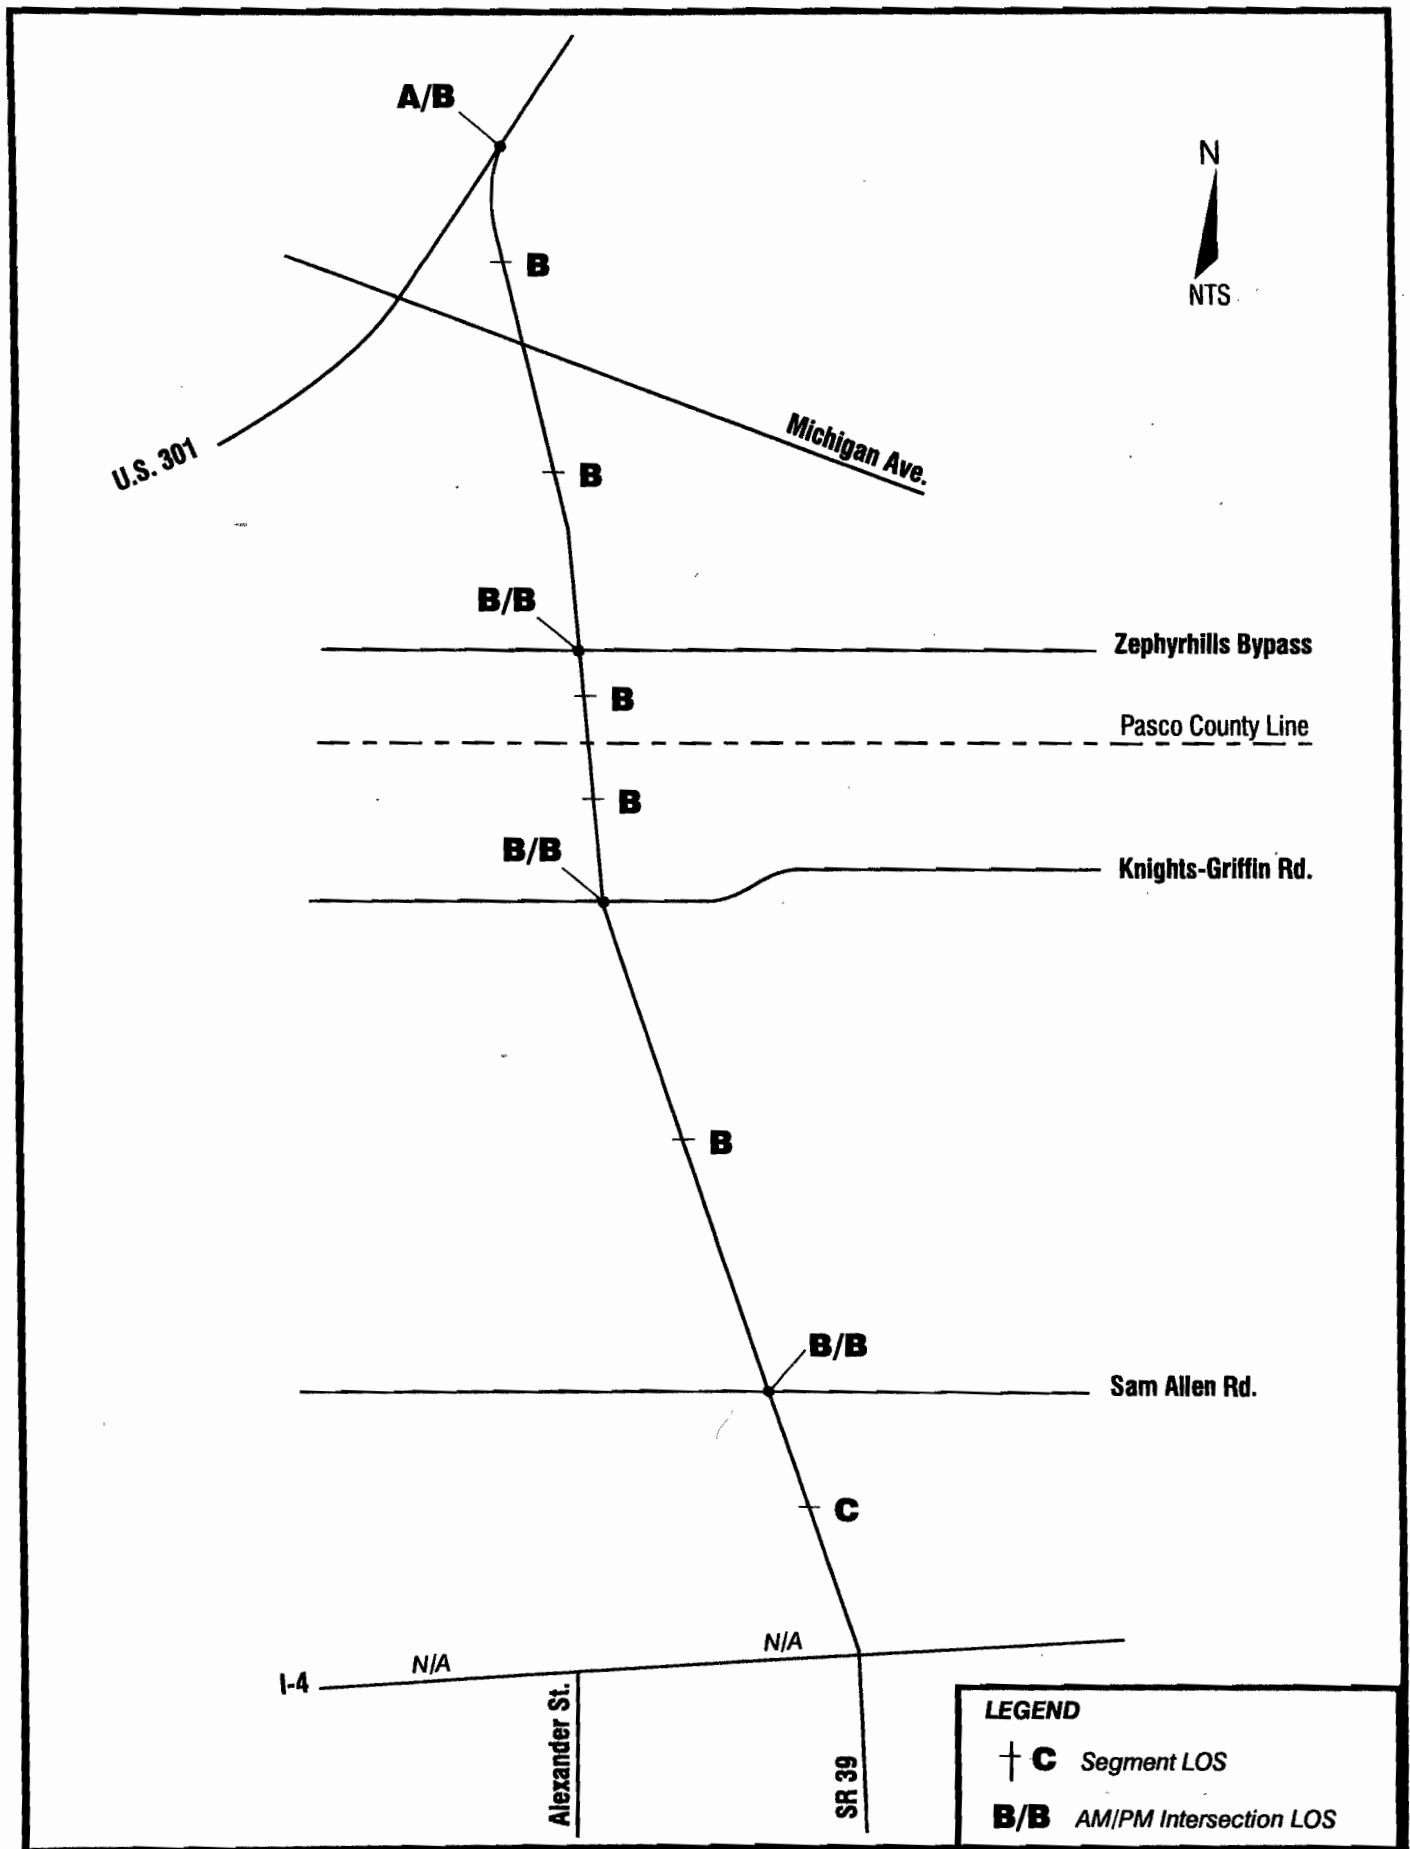 A/B
N
B
NTS
Michigan Ave.
U.S. 301
B
B/B
Zephyrhills Bypass
B
Pasco County Line
B
B/B
Knights-Griffin Rd.
B
B/B
Sam Allen Rd.
C
N/A
N/A
I-4
Alexander St.
SR 39
LEGEND
C Segment LOS
B/B AM/PM Intersection LOS